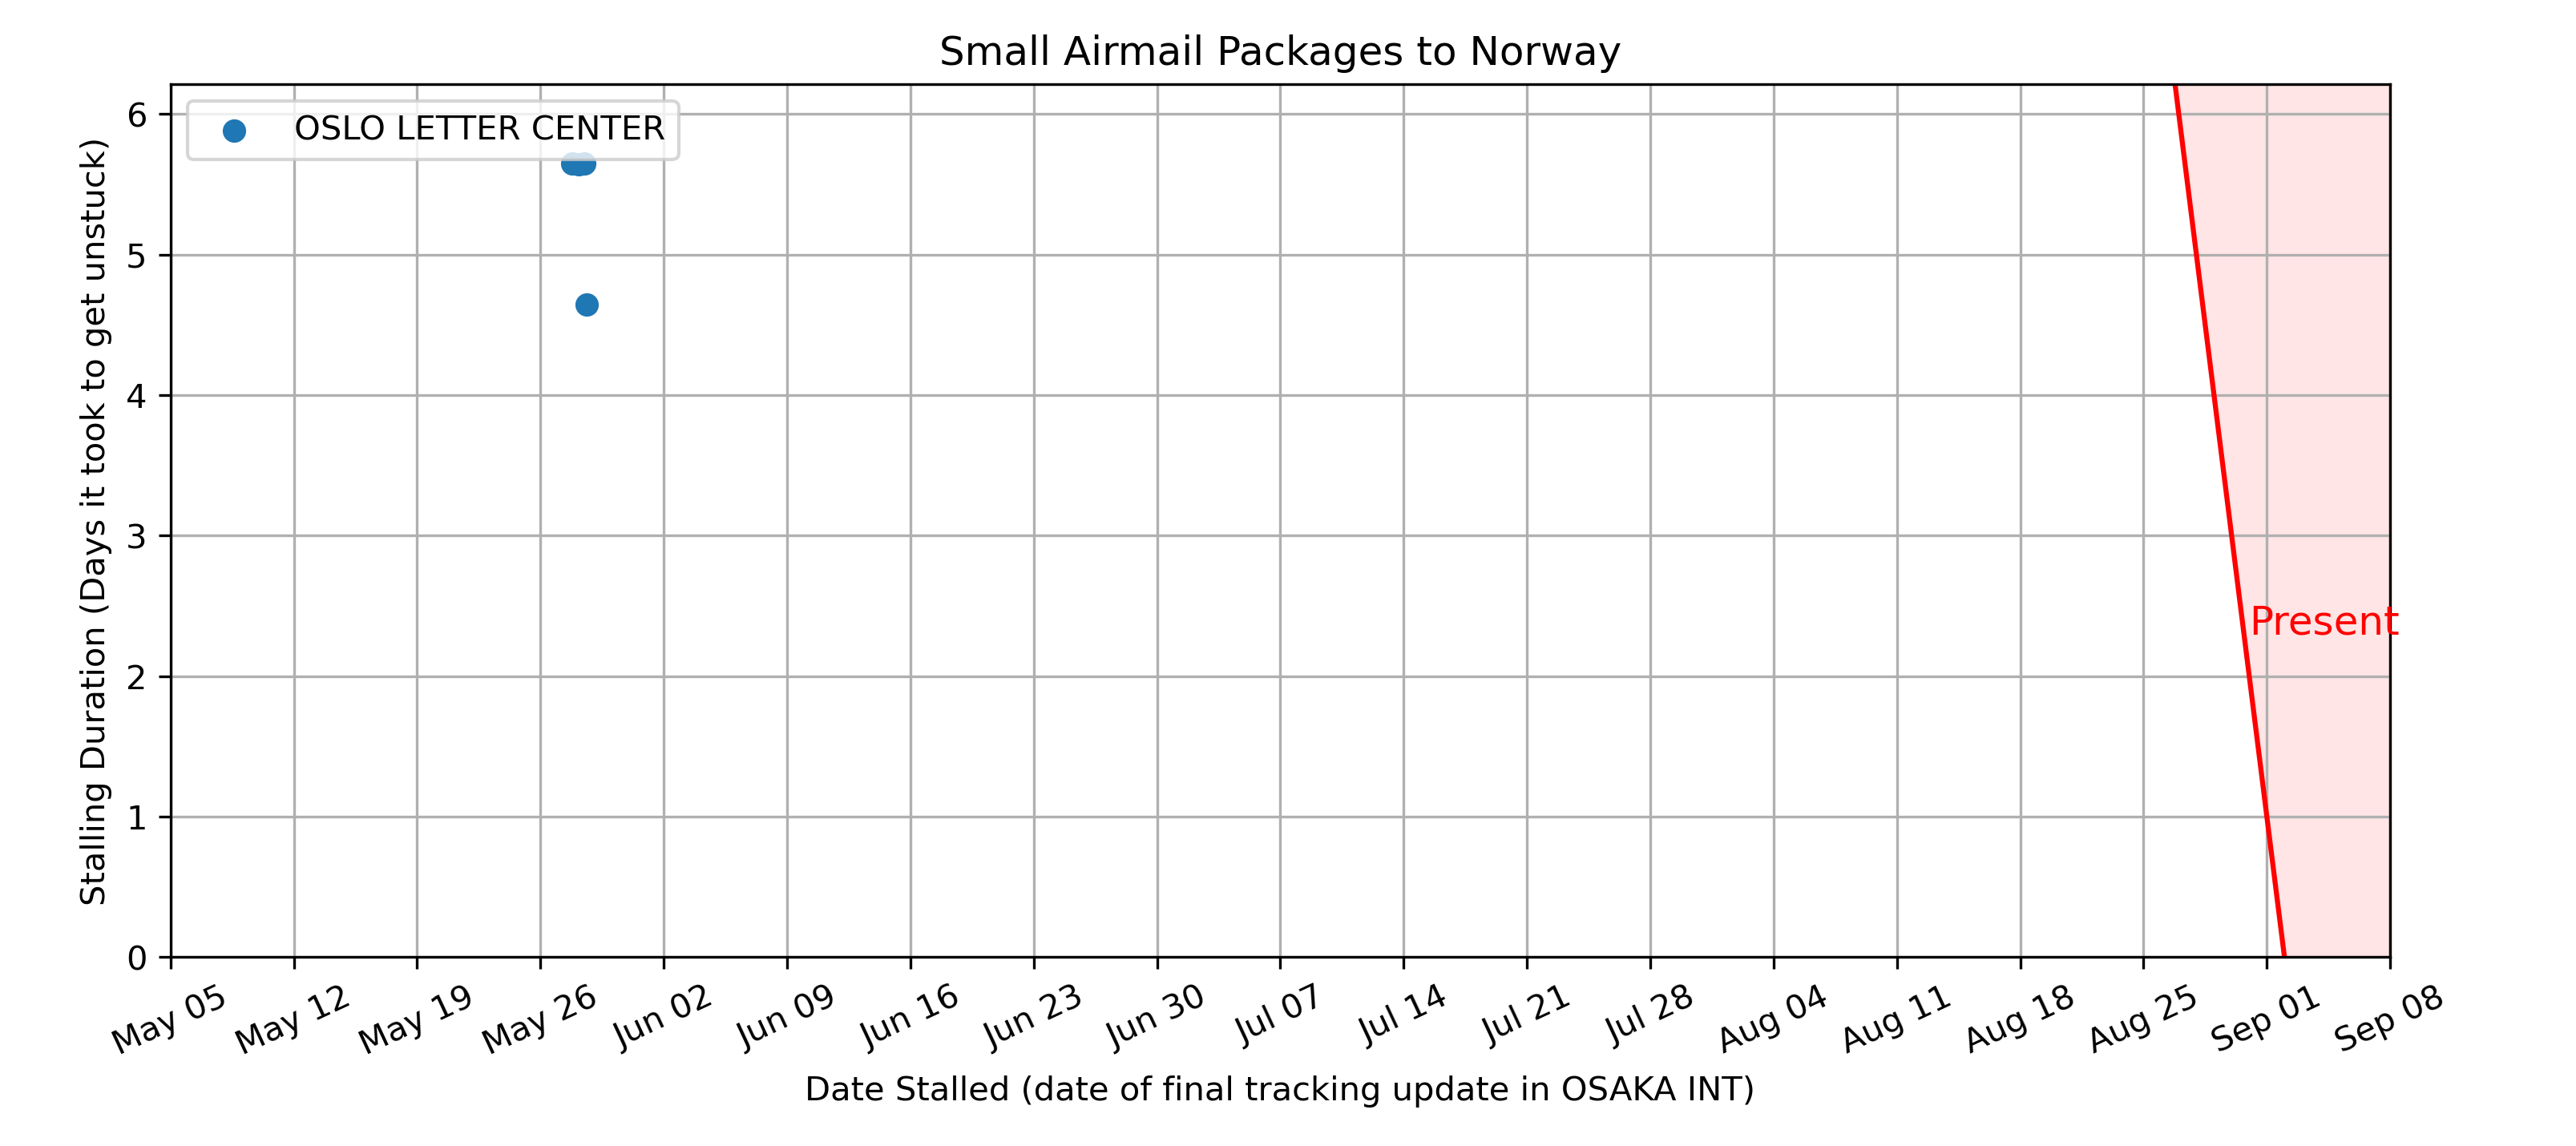 Small Airmail Packages to Norway
OSLO LETTER CENTER
Stalling Duration (Days it took to get unstuck)
6
5
4
3
2
1
0
Present
May 05
May 12
May 19
May 26
Jun 02
Jun 09
Jun 16
Jun 23
Jun 30
Jul 07
Jul 14
Jul 21
Jul 28
Aug 04
Aug 11
Aug 18
Aug 25
Sep 01
Sep 08
Date Stalled (date of final tracking update in OSAKA INT)